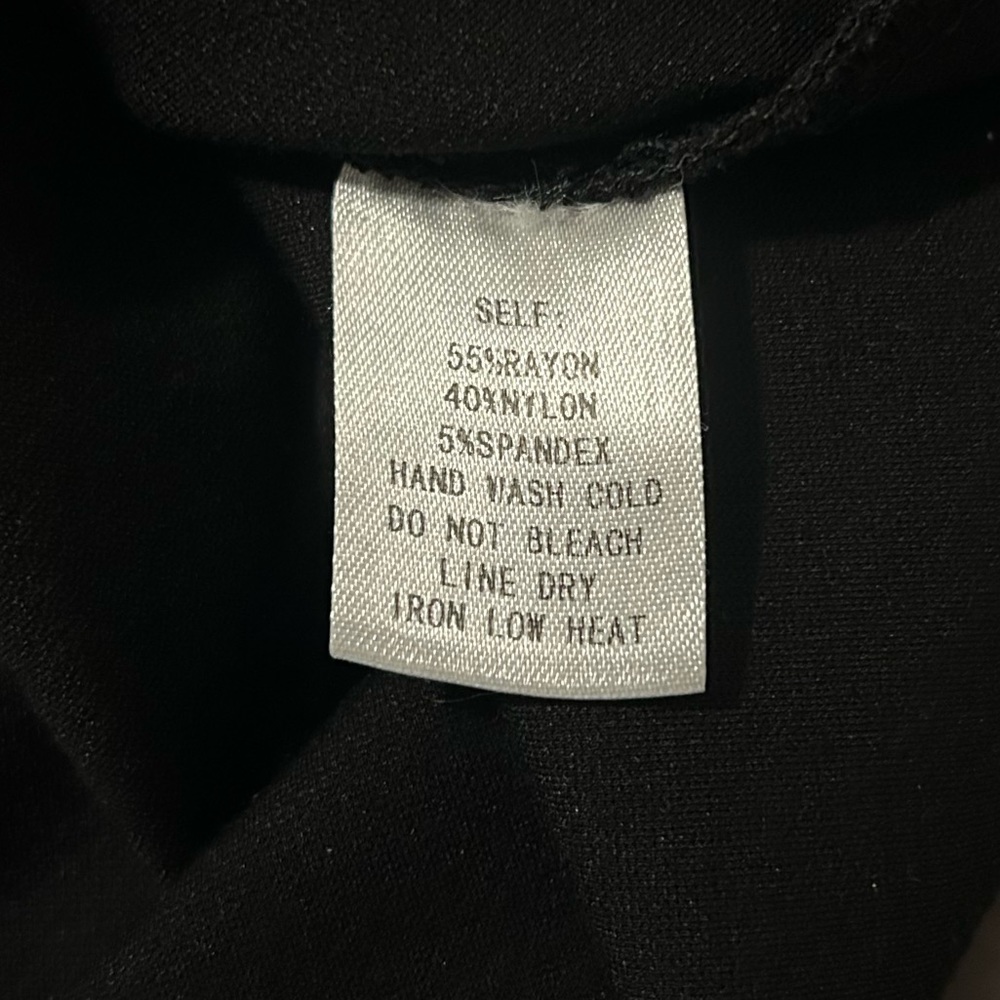 SELF:
55%RAYON
40%NYLON
5%SPANDEX
HAND WASH COLD
DO NOT BLEACH
LINE DRY
IRON LOW HEAT